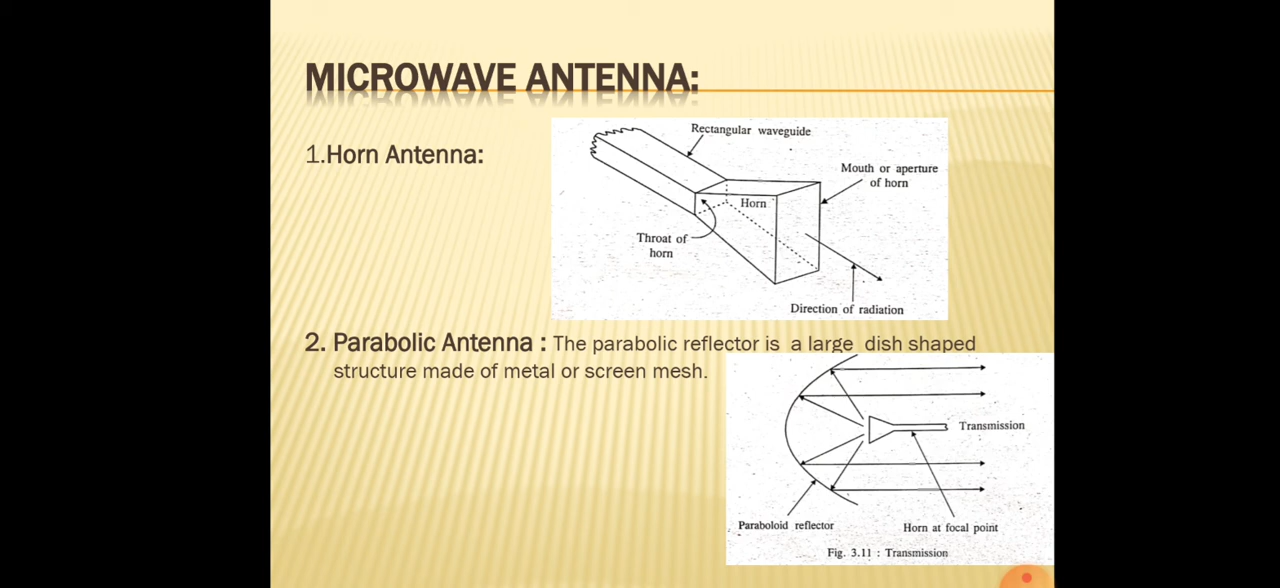 MICROWAVE ANTENNA:
1.Horn Antenna:
Rectangular waveguide
Mouth or aperture
of horn
Horn
Throat of
horn
Direction of radiation
2. Parabolic Antenna : The parabolic reflector is a large dish shaped
structure made of metal or screen mesh.
Transmission
Paraboloid reflector
Horn at focal point
Fig. 3.11 : Transmission